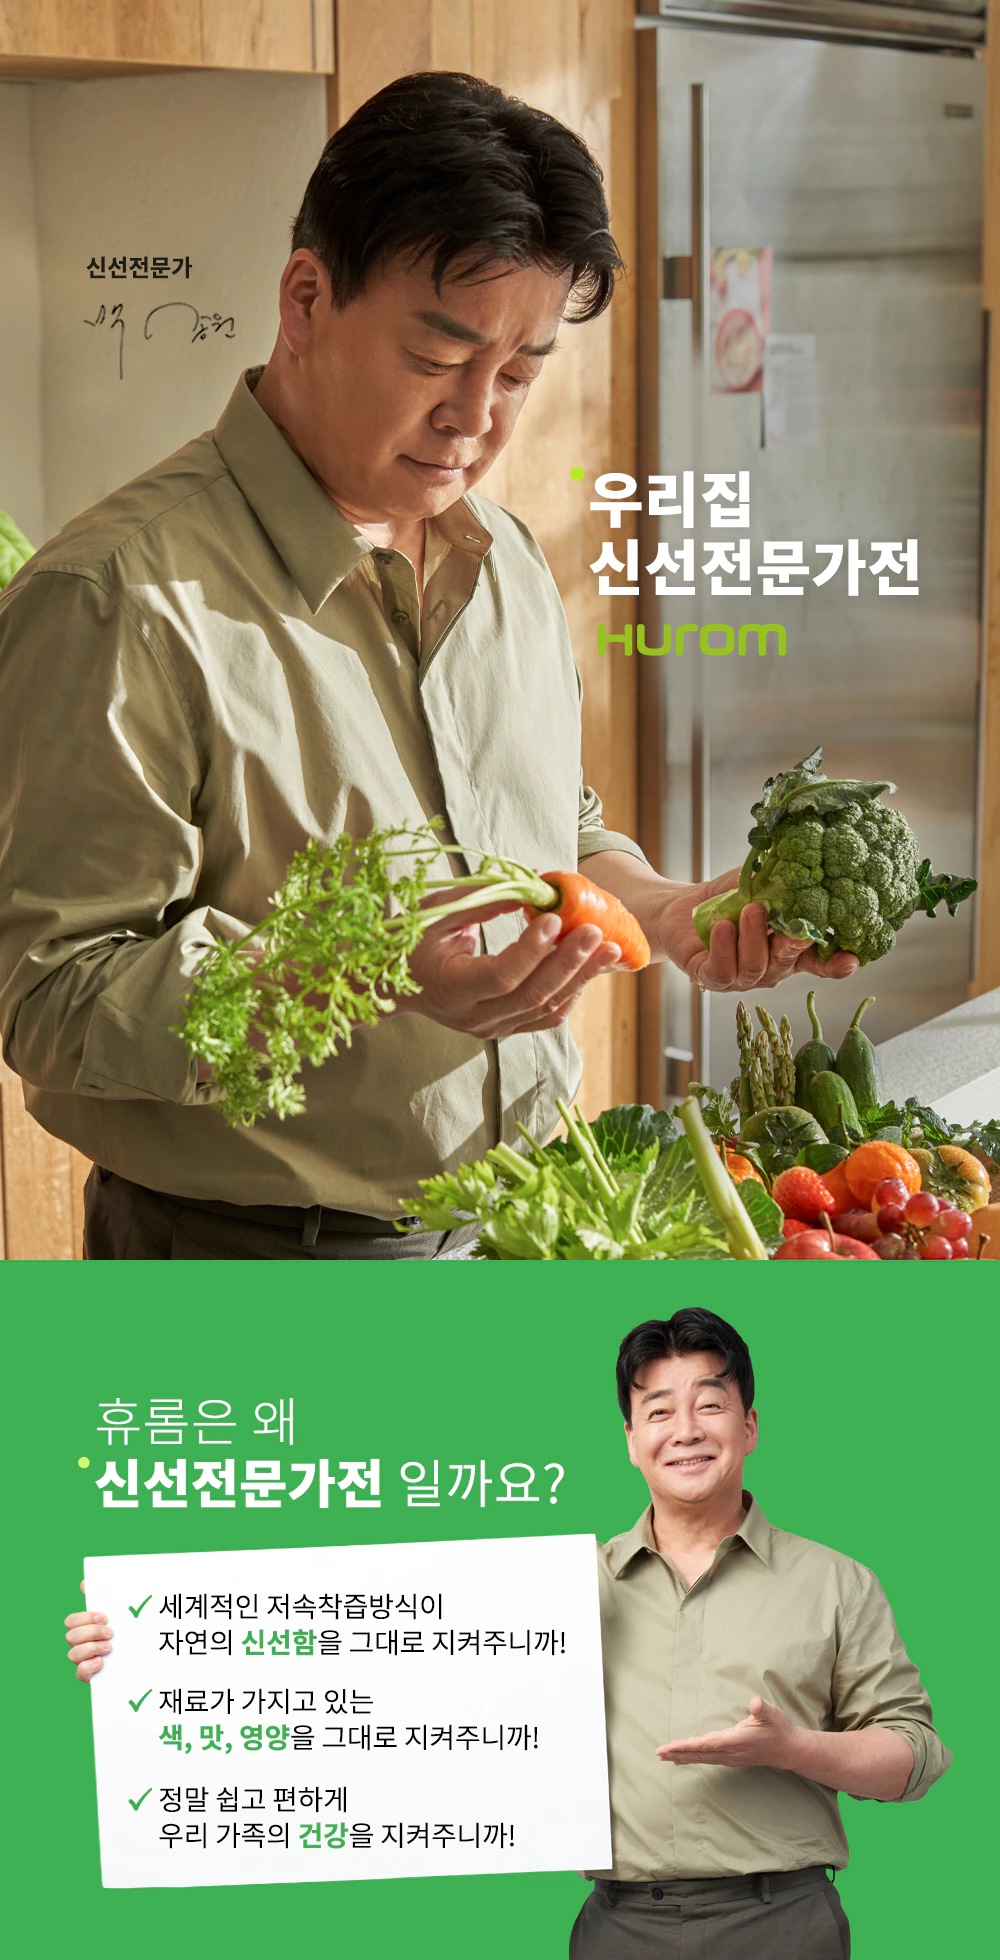 신선전문가
백종원
우리집
신선전문가전
Hurom
휴롬은 왜
신선전문가전 일까요?
세계적인 저속착즙방식이
자연의 신선함을 그대로 지켜주니까!
재료가 가지고 있는
색, 맛, 영양을 그대로 지켜주니까!
정말 쉽고 편하게
우리 가족의 건강을 지켜주니까!